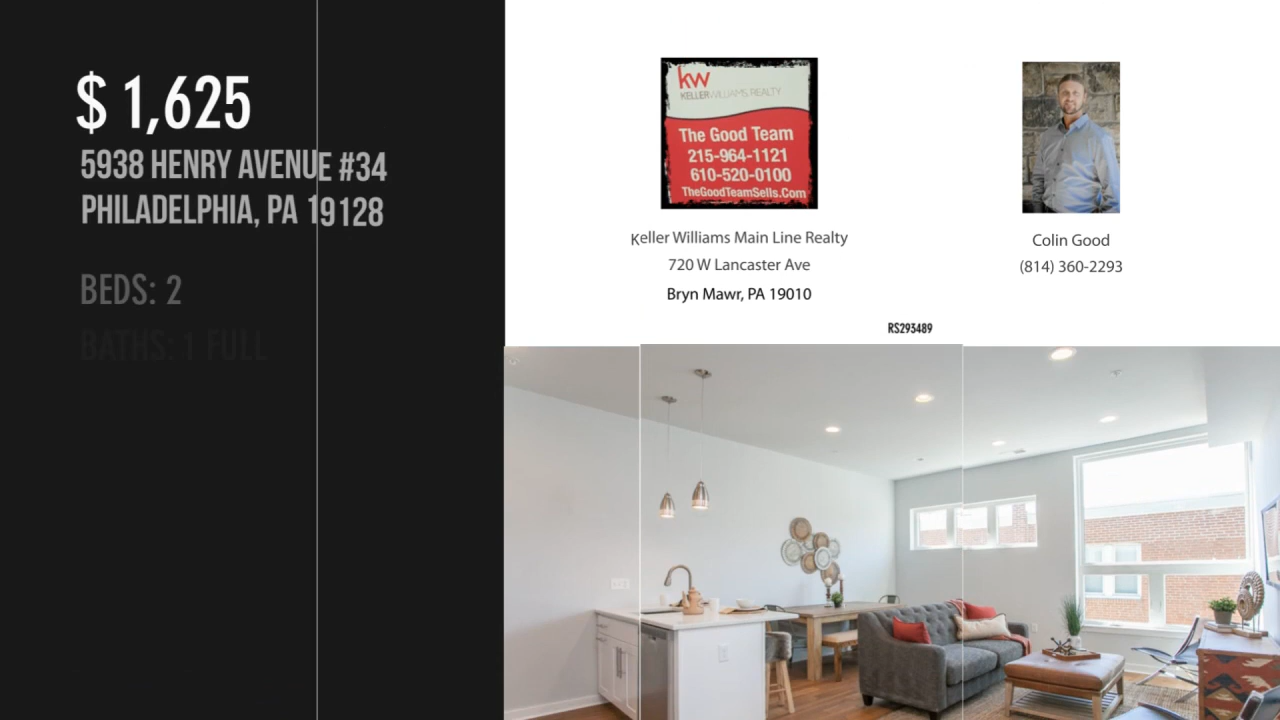 $ 1,625
5938 HENRY AVENUE #34
PHILADELPHIA, PA 19128
BEDS: 2
BATHS: 1 FULL
kw
KELLERWILLIAMS REALTY
The Good Team
215-964-1121
610-520-0100
TheGoodTeamSells.Com
Keller Williams Main Line Realty
720 W Lancaster Ave
Bryn Mawr, PA 19010
Colin Good
(814) 360-2293
RS293489